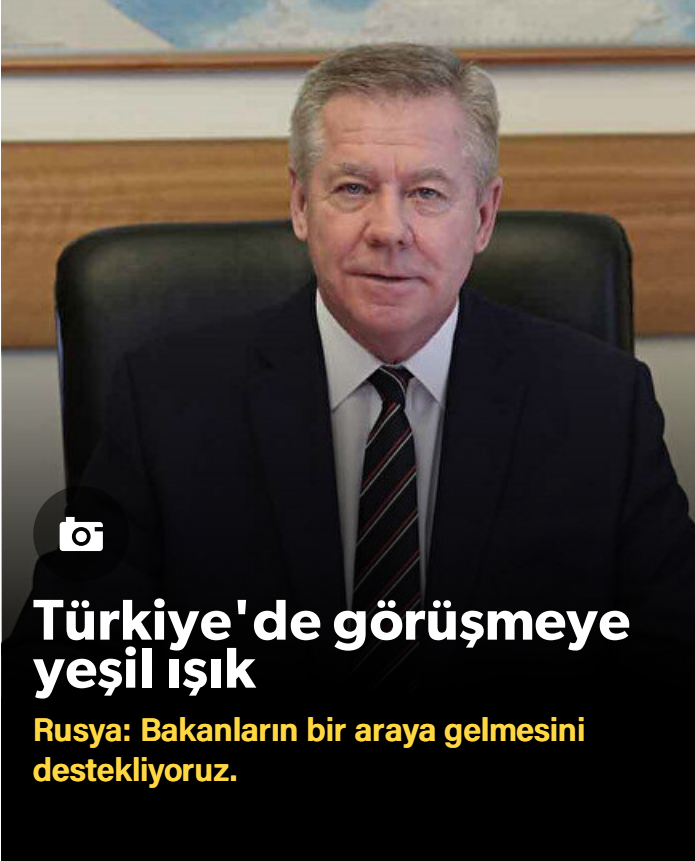 Türkiye'de görüşmeye
yeşil ışık
Rusya: Bakanların bir araya gelmesini
destekliyoruz.